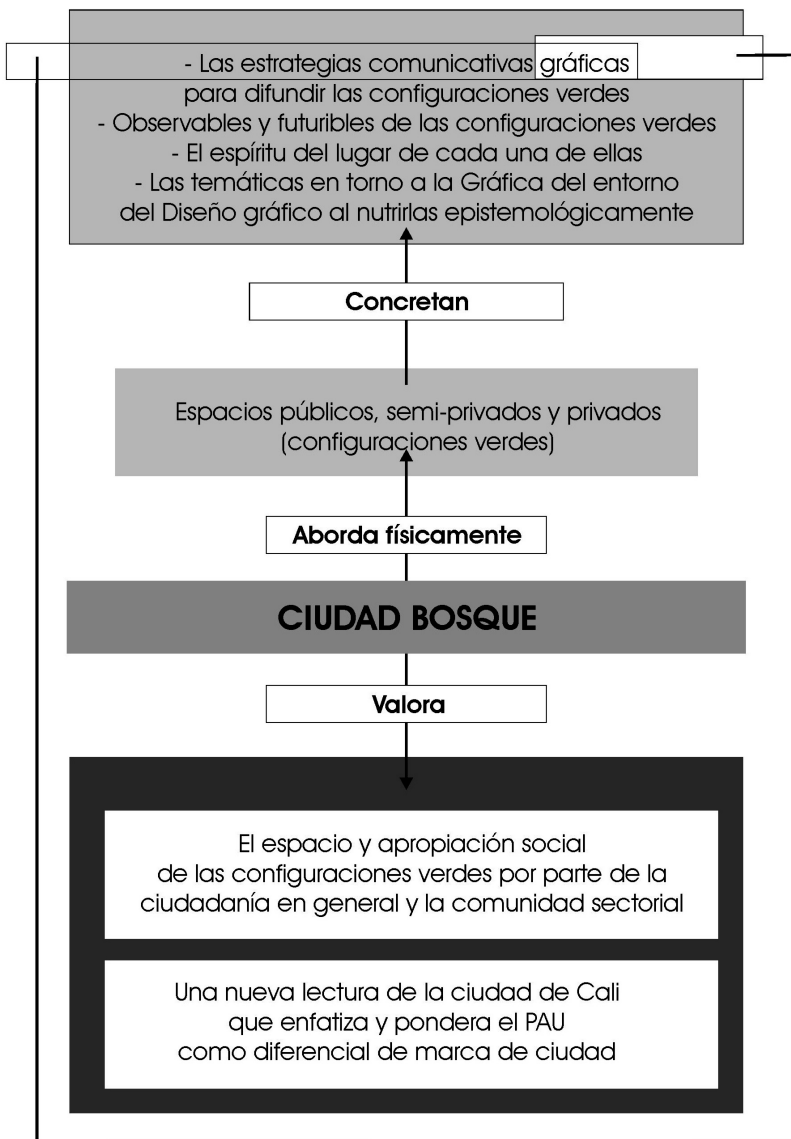 - Las estrategias comunicativas gráficas
para difundir las configuraciones verdes
- Observables y futuribles de las configuraciones verdes
- El espíritu del lugar de cada una de ellas
- Las temáticas en torno a la Gráfica del entorno
del Diseño gráfico al nutrirlas epistemológicamente
Concretan
Espacios públicos, semi-privados y privados
(configuraciones verdes)
Aborda físicamente
CIUDAD BOSQUE
Valora
El espacio y apropiación social
de las configuraciones verdes por parte de la
ciudadanía en general y la comunidad sectorial
Una nueva lectura de la ciudad de Cali
que enfatiza y pondera el PAU
como diferencial de marca de ciudad